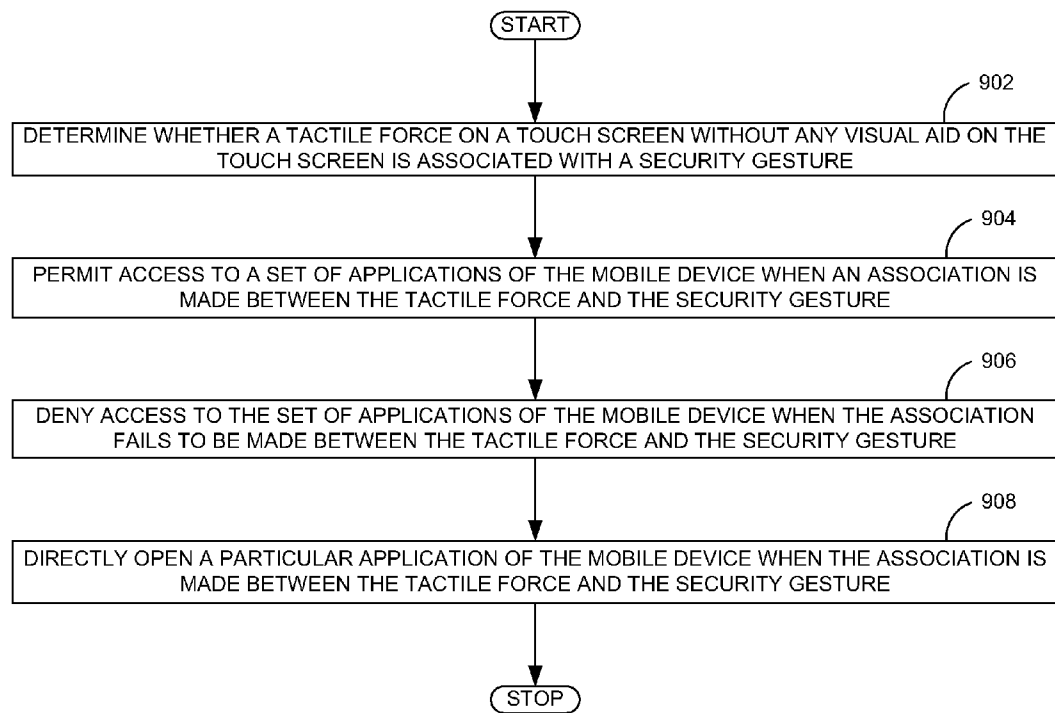 START
902
DETERMINE WHETHER A TACTILE FORCE ON A TOUCH SCREEN WITHOUT ANY VISUAL AID ON THE
TOUCH SCREEN IS ASSOCIATED WITH A SECURITY GESTURE
904
PERMIT ACCESS TO A SET OF APPLICATIONS OF THE MOBILE DEVICE WHEN AN ASSOCIATION IS
MADE BETWEEN THE TACTILE FORCE AND THE SECURITY GESTURE
906
DENY ACCESS TO THE SET OF APPLICATIONS OF THE MOBILE DEVICE WHEN THE ASSOCIATION
FAILS TO BE MADE BETWEEN THE TACTILE FORCE AND THE SECURITY GESTURE
908
DIRECTLY OPEN A PARTICULAR APPLICATION OF THE MOBILE DEVICE WHEN THE ASSOCIATION IS
MADE BETWEEN THE TACTILE FORCE AND THE SECURITY GESTURE
STOP